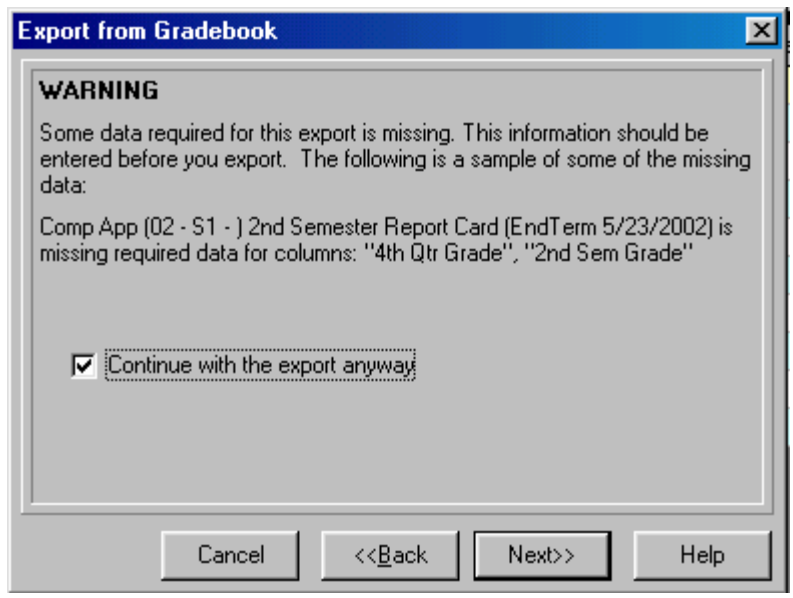 Export from Gradebook
WARNING
Some data required for this export is missing. This information should be
entered before you export.  The following is a sample of some of the missing
data:
Comp App (02 - S1 - ) 2nd Semester Report Card (EndTerm 5/23/2002) is
missing required data for columns: "4th Qtr Grade", "2nd Sem Grade"
Continue with the export anyway
Cancel
<<Back
Next>>
Help